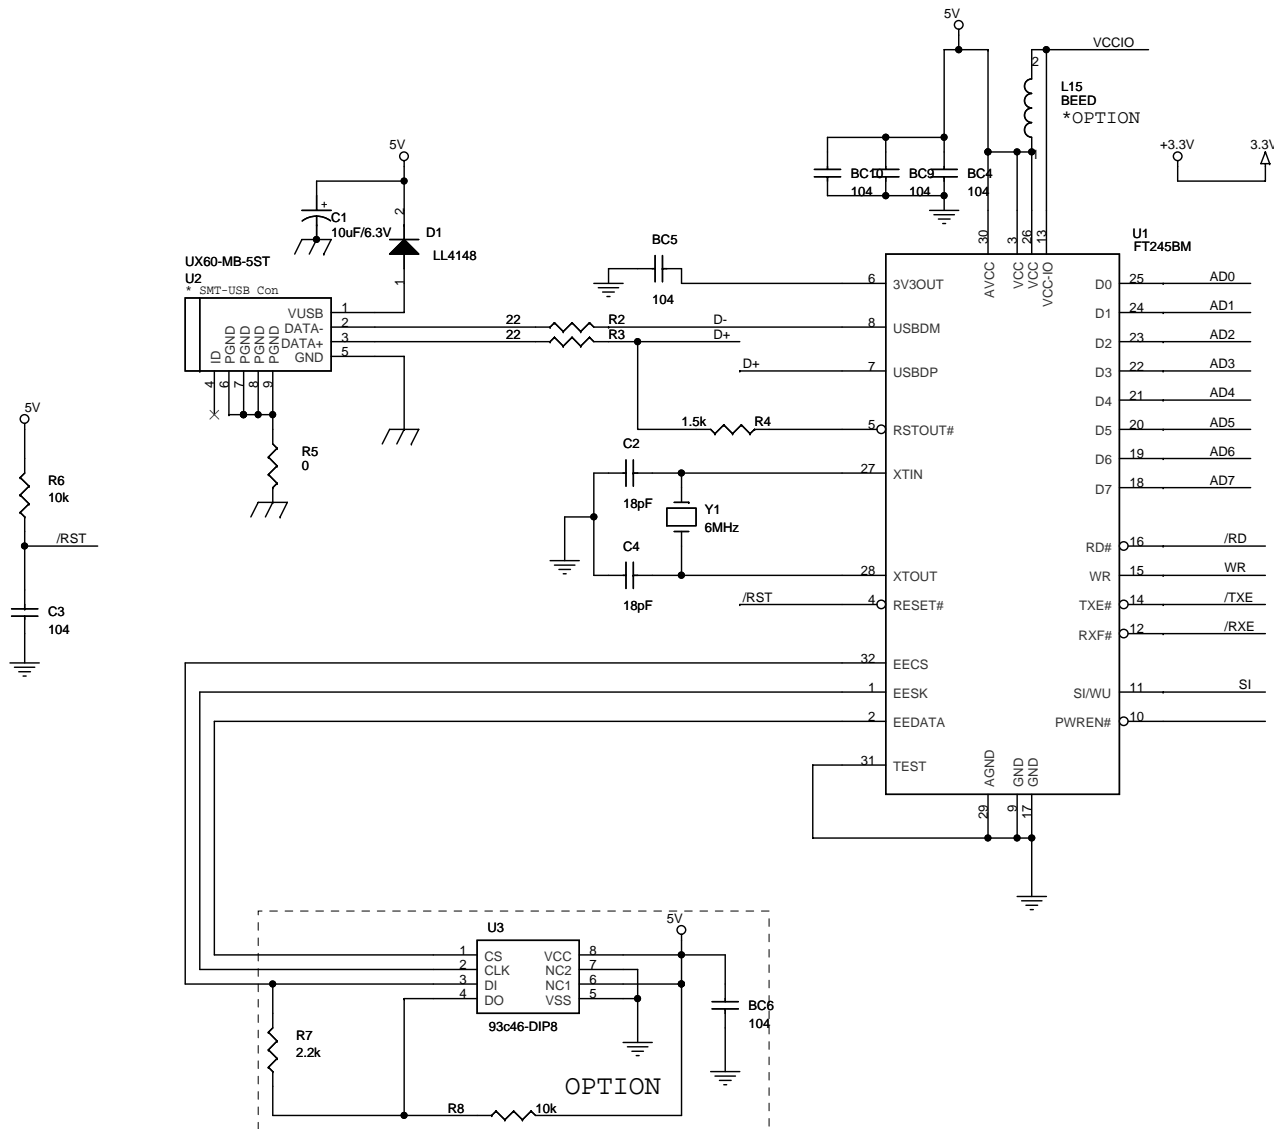 5V
VCCIO
2
L15
BEED
*OPTION
+3.3V
3.3V
5V
BC10
104
BC9
104
BC4
104
2
+
C1
10uF/6.3V
D1
LL4148
1
30
3
26
13
U1
FT245BM
UX60-MB-5ST
U2
* SMT-USB Con
BC5
104
6
3V3OUT
AVCC
VCC
VCC
VCC-IO
D0
25
AD0
VUSB
1
DATA-
2
22
R2
D-
8
USBDM
D1
24
AD1
DATA+
3
22
R3
D+
D2
23
AD2
GND
5
ID
PGND
PGND
PGND
PGND
4
6
7
8
9
D+
7
USBDP
D3
22
AD3
D4
21
AD4
5V
1.5k
R4
5
RSTOUT#
D5
20
AD5
R5
0
C2
18pF
27
XTIN
D6
19
AD6
R6
10k
D7
18
AD7
Y1
6MHz
/RST
C4
18pF
RD#
16
/RD
28
XTOUT
WR
15
WR
C3
104
/RST
4
RESET#
TXE#
14
/TXE
RXF#
12
/RXE
32
EECS
1
EESK
SI/WU
11
SI
2
EEDATA
PWREN#
10
31
TEST
AGND
GND
GND
29
9
17
U3
5V
1
CS
VCC
8
2
CLK
NC2
7
3
DI
NC1
6
4
DO
VSS
5
93c46-DIP8
BC6
104
R7
2.2k
OPTION
R8
10k